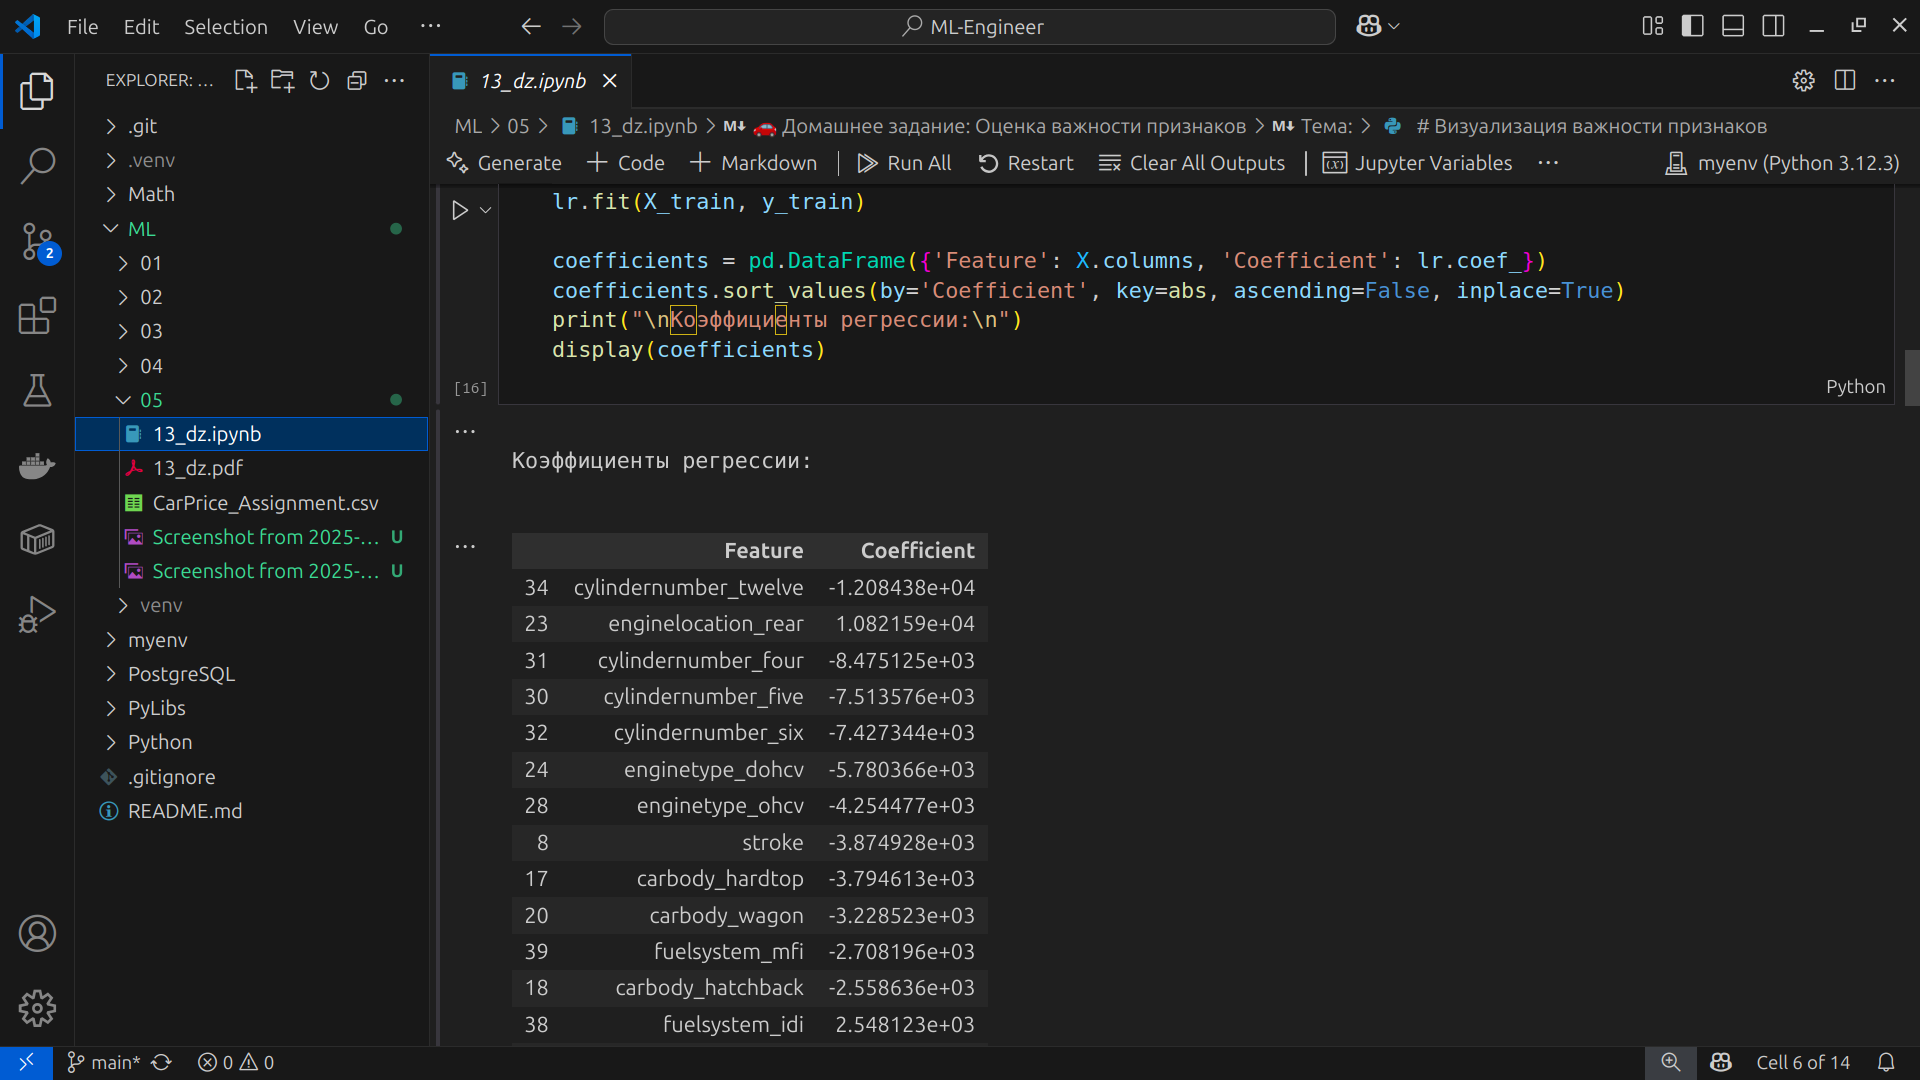 File Edit Selection View Go ML-Engineer
EXPLORER: ...
13_dz.ipynb
.git
.venv
Math
ML
01
02
03
04
05
13_dz.ipynb
13_dz.pdf
CarPrice_Assignment.csv
Screenshot from 2025-... U
Screenshot from 2025-... U
venv
myenv
PostgreSQL
PyLibs
Python
.gitignore
README.md
ML > 05 > 13_dz.ipynb > M↓ 🚗 Домашнее задание: Оценка важности признаков > M↓ Тема: > # Визуализация важности признаков
Generate + Code + Markdown | Run All Restart Clear All Outputs | Jupyter Variables ... myenv (Python 3.12.3)
lr.fit(X_train, y_train)
coefficients = pd.DataFrame({'Feature': X.columns, 'Coefficient': lr.coef_})
coefficients.sort_values(by='Coefficient', key=abs, ascending=False, inplace=True)
print("\nКоэффициенты регрессии:\n")
display(coefficients)
[16] Python
...
Коэффициенты регрессии:
...
Feature Coefficient
34 cylindernumber_twelve -1.208438e+04
23 enginelocation_rear 1.082159e+04
31 cylindernumber_four -8.475125e+03
30 cylindernumber_five -7.513576e+03
32 cylindernumber_six -7.427344e+03
24 enginetype_dohcv -5.780366e+03
28 enginetype_ohcv -4.254477e+03
8 stroke -3.874928e+03
17 carbody_hardtop -3.794613e+03
20 carbody_wagon -3.228523e+03
39 fuelsystem_mfi -2.708196e+03
18 carbody_hatchback -2.558636e+03
38 fuelsystem_idi 2.548123e+03
2
main* 0 0 Cell 6 of 14